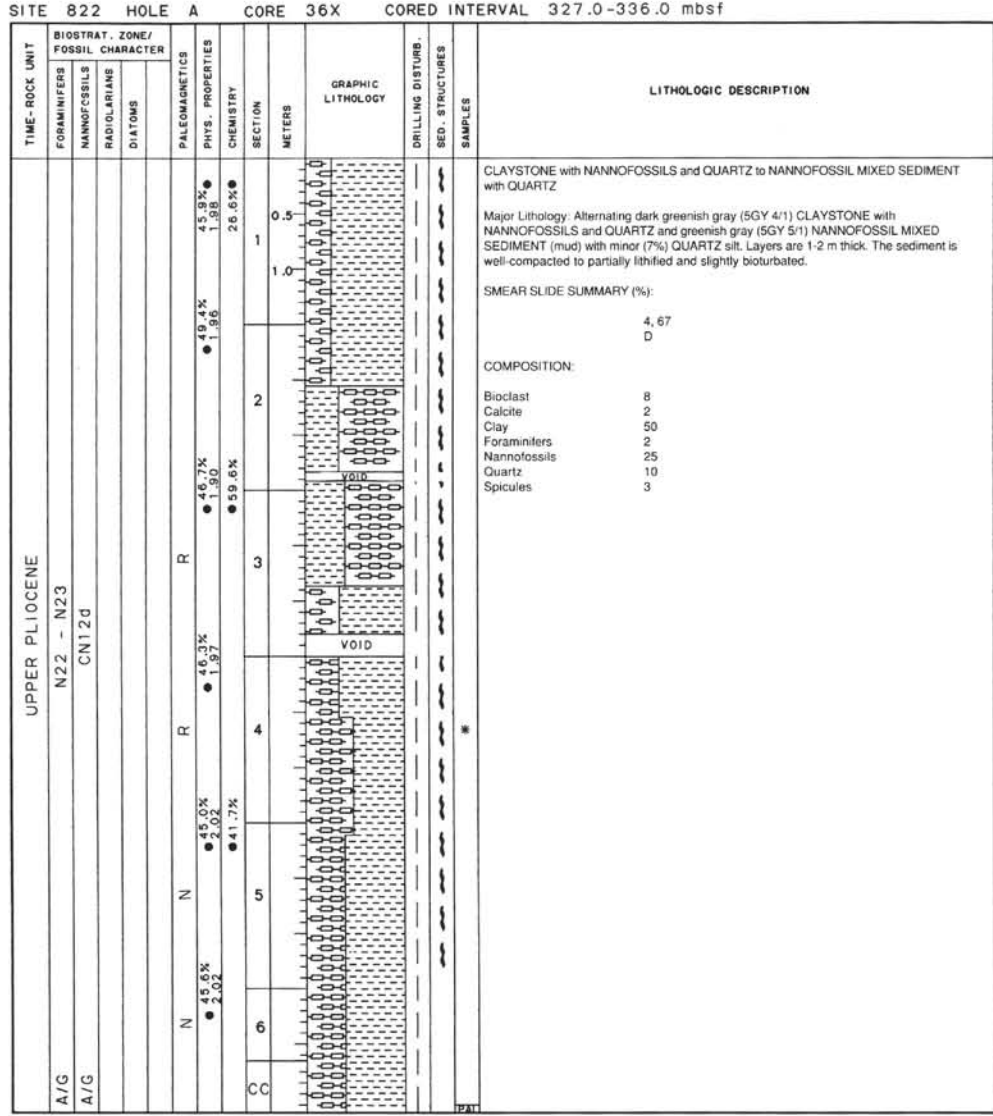 SITE 822 HOLE A CORE 36X CORED INTERVAL 327.0-336.0 mbsf
TIME-ROCK UNIT
BIOSTRAT. ZONE/
FOSSIL CHARACTER
FORAMINIFERS
NANNOFOSSILS
RADIOLARIANS
DIATOMS
PALEOMAGNETICS
PHYS. PROPERTIES
CHEMISTRY
SECTION
METERS
GRAPHIC
LITHOLOGY
DRILLING DISTURB.
SED. STRUCTURES
SAMPLES
LITHOLOGIC DESCRIPTION
UPPER PLIOCENE
N22 - N23
A/G
CN12d
A/G
R
R
N
N
45.9%
1.98
49.4%
1.96
46.7%
1.90
46.3%
1.97
45.0%
2.02
45.6%
2.02
26.6%
59.6%
41.7%
1
2
3
4
5
6
CC
0.5
1.0
VOID
VOID
*
PAL
CLAYSTONE with NANNOFOSSILS and QUARTZ to NANNOFOSSIL MIXED SEDIMENT
with QUARTZ
Major Lithology: Alternating dark greenish gray (5GY 4/1) CLAYSTONE with
NANNOFOSSILS and QUARTZ and greenish gray (5GY 5/1) NANNOFOSSIL MIXED
SEDIMENT (mud) with minor (7%) QUARTZ silt. Layers are 1-2 m thick. The sediment is
well-compacted to partially lithified and slightly bioturbated.
SMEAR SLIDE SUMMARY (%):
4, 67
D
COMPOSITION:
Bioclast 8
Calcite 2
Clay 50
Foraminifers 2
Nannofossils 25
Quartz 10
Spicules 3